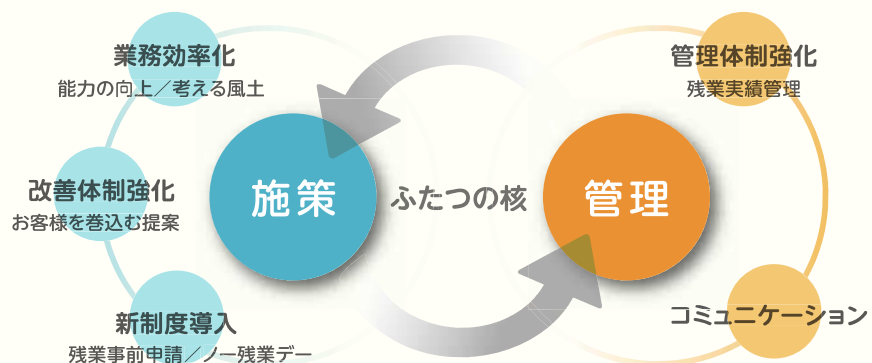 業務効率化
能力の向上／考える風土
改善体制強化
お客様を巻込む提案
新制度導入
残業事前申請／ノー残業デー
施策
ふたつの核
管理
管理体制強化
残業実績管理
コミュニケーション